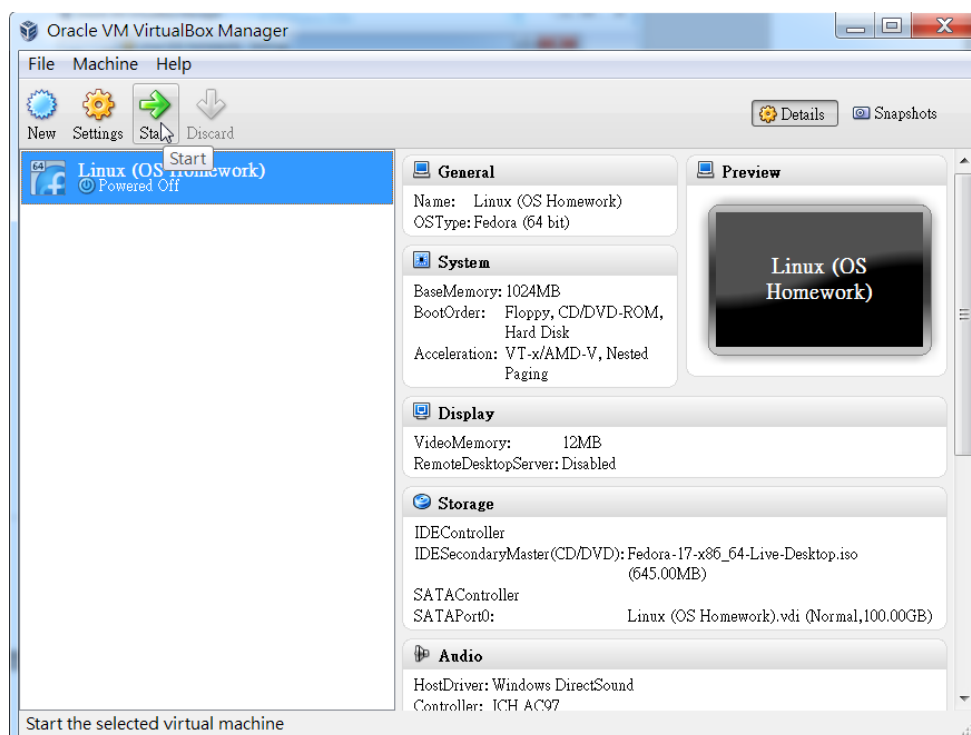 Oracle VM VirtualBox Manager
File Machine Help
New Settings Discard
Details Snapshots
Start
64
Linux (OS Homework)
Powered Off
General
Name: Linux (OS Homework)
OSType: Fedora (64 bit)
System
BaseMemory: 1024MB
BootOrder: Floppy, CD/DVD-ROM,
Hard Disk
Acceleration: VT-x/AMD-V, Nested
Paging
Preview
Linux (OS
Homework)
Display
VideoMemory: 12MB
RemoteDesktopServer: Disabled
Storage
IDEController
IDESecondaryMaster(CD/DVD): Fedora-17-x86_64-Live-Desktop.iso
(645.00MB)
SATAController
SATAPort0: Linux (OS Homework).vdi (Normal,100.00GB)
Audio
HostDriver: Windows DirectSound
Controller: ICH AC97
Start the selected virtual machine